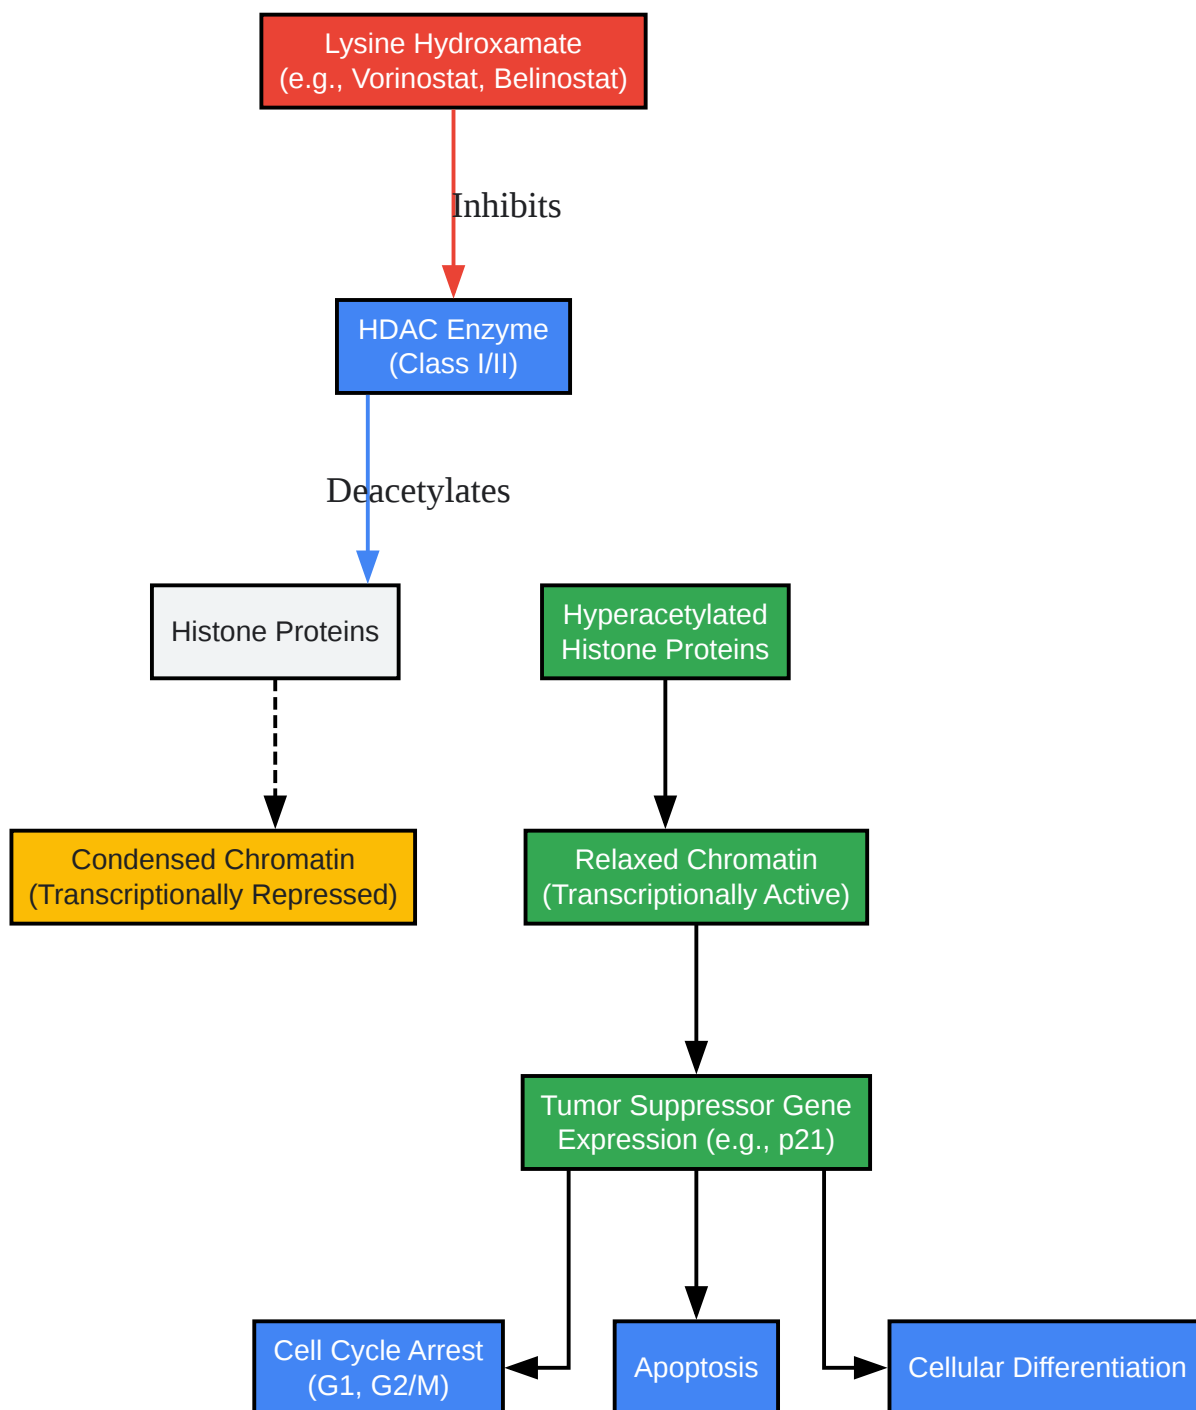 Lysine Hydroxamate
(e.g., Vorinostat, Belinostat)
Inhibits
HDAC Enzyme
(Class I/II)
Deacetylates
Histone Proteins
Hyperacetylated
Histone Proteins
Condensed Chromatin
(Transcriptionally Repressed)
Relaxed Chromatin
(Transcriptionally Active)
Tumor Suppressor Gene
Expression (e.g., p21)
Cell Cycle Arrest
(G1, G2/M)
Apoptosis
Cellular Differentiation